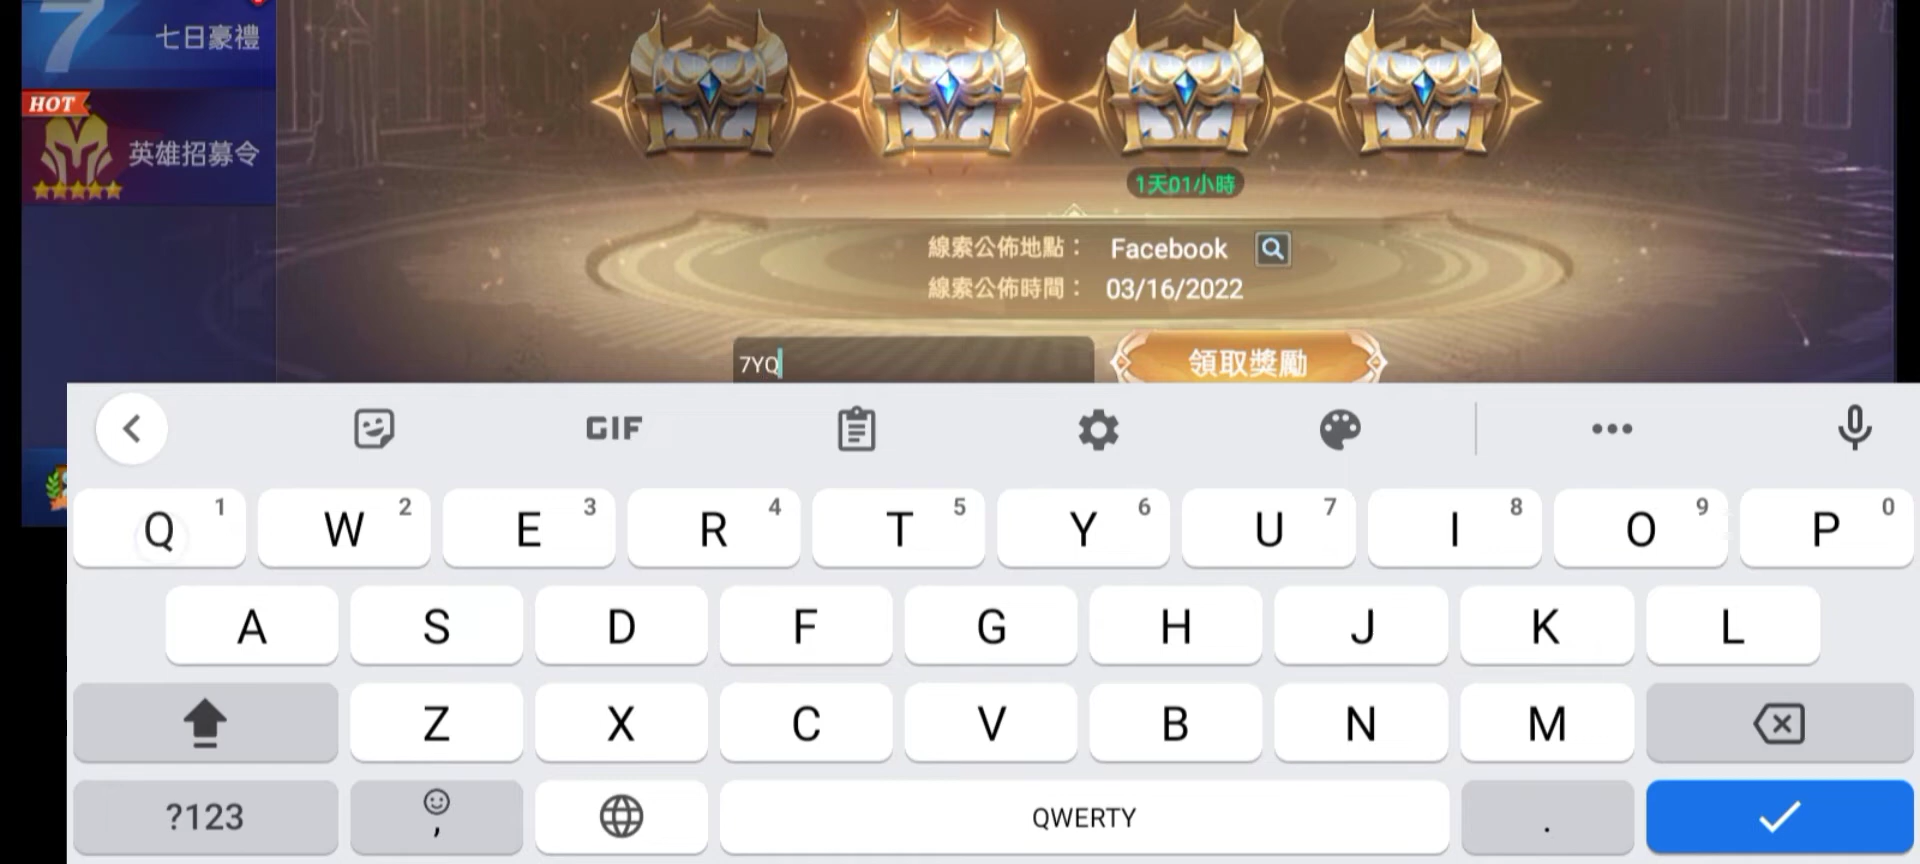 7
七日豪禮
HOT
英雄招募令
1天01小時
線索公佈地點： Facebook
線索公佈時間： 03/16/2022
7YQ
領取獎勵
GIF
Q 1 W 2 E 3 R 4 T 5 Y 6 U 7 I 8 O 9 P 0
A S D F G H J K L
Z X C V B N M
?123 , QWERTY .